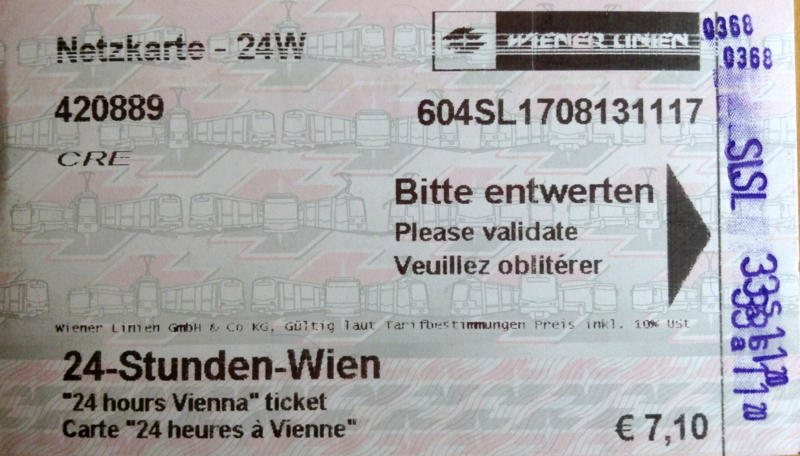 Netzkarte - 24W
WIENER LINIEN
420889
604SL1708131117
CRE
Bitte entwerten
Please validate
Veuillez oblitérer
Wiener Linien GmbH & Co KG, Gültig laut Tarifbestimmungen Preis inkl. 10% USt
24-Stunden-Wien
"24 hours Vienna" ticket
Carte "24 heures à Vienne"
€ 7,10
0368
0368
SLSL